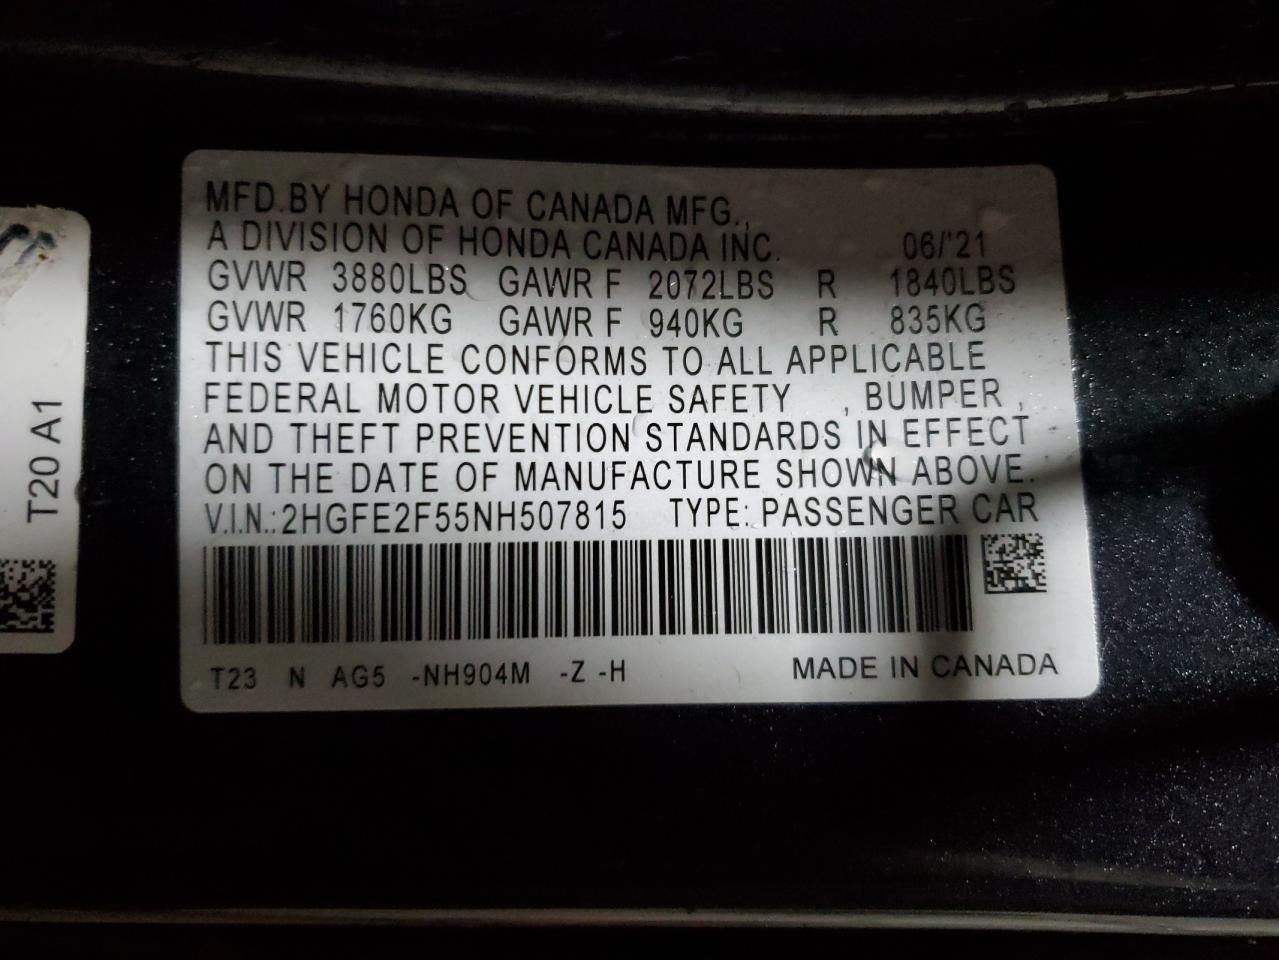 MFD.BY HONDA OF CANADA MFG.,
A DIVISION OF HONDA CANADA INC. 06/'21
GVWR 3880LBS GAWR F 2072LBS R 1840LBS
GVWR 1760KG GAWR F 940KG R 835KG
THIS VEHICLE CONFORMS TO ALL APPLICABLE
FEDERAL MOTOR VEHICLE SAFETY , BUMPER ,
AND THEFT PREVENTION STANDARDS IN EFFECT
ON THE DATE OF MANUFACTURE SHOWN ABOVE.
V.I.N.:2HGFE2F55NH507815 TYPE: PASSENGER CAR
T23 N AG5 -NH904M -Z -H MADE IN CANADA
T20 A1